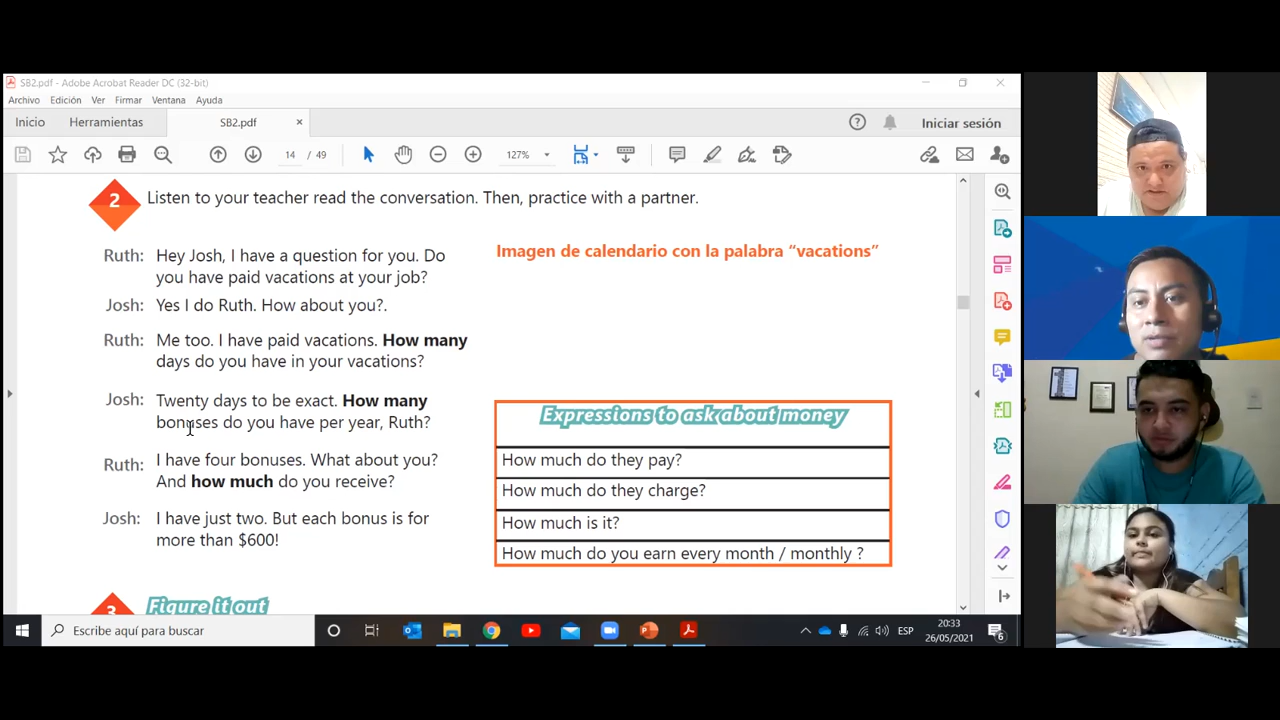 SB2.pdf - Adobe Acrobat Reader DC (32-bit)
Archivo Edición Ver Firmar Ventana Ayuda
Inicio Herramientas SB2.pdf × Iniciar sesión
14 / 49 127%
2 Listen to your teacher read the conversation. Then, practice with a partner.
Ruth: Hey Josh, I have a question for you. Do
you have paid vacations at your job?
Josh: Yes I do Ruth. How about you?.
Ruth: Me too. I have paid vacations. How many
days do you have in your vacations?
Josh: Twenty days to be exact. How many
bonuses do you have per year, Ruth?
Ruth: I have four bonuses. What about you?
And how much do you receive?
Josh: I have just two. But each bonus is for
more than $600!
Imagen de calendario con la palabra “vacations”
Expressions to ask about money
How much do they pay?
How much do they charge?
How much is it?
How much do you earn every month / monthly ?
3 Figure it out
Escribe aquí para buscar
ESP
20:33
26/05/2021
6